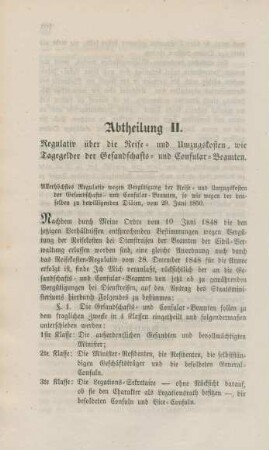 Abtheilung II.
Regulativ über die Reise- und Umzugskosten, wie
Tagegelder der Gesandschafts- und Consular-Beamten.
Allerhöchstes Regulativ wegen Vergütigung der Reise- und Umzugskosten
der Gesandtschafts- und Consular-Beamten, so wie wegen der den-
selben zu bewilligenden Diäten, vom 29. Juni 1850.
Nachdem durch Meine Ordre vom 10. Juni 1848 die den
jetzigen Verhältnissen entsprechenden Bestimmungen wegen Vergü-
tigung der Reisekosten bei Dienstreisen der Beamten der Civil-Ver-
waltung erlassen worden sind, auch eine solche Anordnung auch durch
das Reisekosten-Regulativ vom 28. December 1848 für die Armee
erfolgt ist, finde Ich Mich veranlaßt, rücksichtlich der an die
Gesandtschafts- und Consular-Beamten zu gewährenden
Vergütigungen bei Dienstreisen, auf den Antrag des Staatsmini-
steriums hierdurch Folgendes zu bestimmen:
§. 1. Die Gesandtschafts- und Consular-Beamten sollen zu
dem fraglichen Zwecke in 4 Klassen eingetheilt und folgenderweisen
unterschieden werden:
1ste Klasse: Die außerordentlichen Gesandten und bevollmächtigten
Minister;
2te Klasse: Die Minister-Residenten, die Residenten, die selbstständi-
digen Geschäftsträger und die besoldeten General-
Consuln.
3te Klasse: Die Legations-Sekretaire — ohne Rücksicht darauf,
ob sie den Charakter als Legationsrath besitzen —, die
besoldeten Consuln und Vice-Consuln.